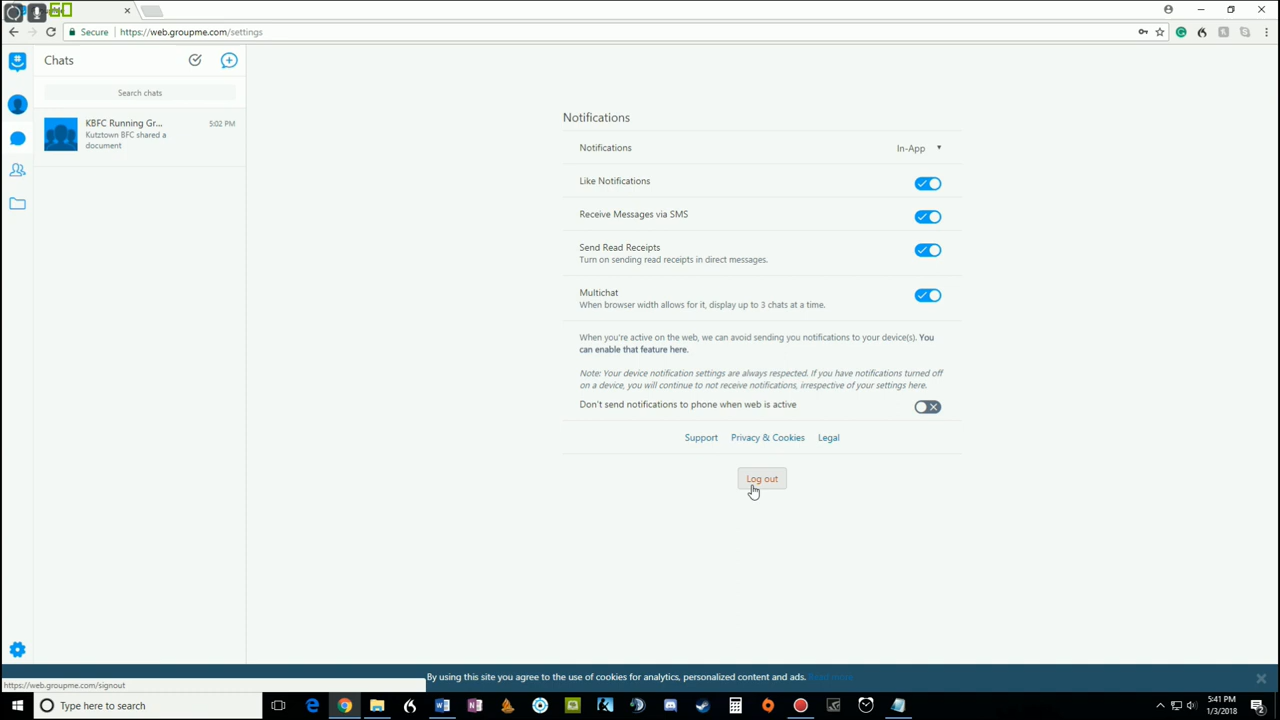 60
Secure
https://web.groupme.com/settings
Chats
Search chats
KBFC Running Gr...
5:02 PM
Kutztown BFC shared a
document
Notifications
Notifications
In-App
Like Notifications
Receive Messages via SMS
Send Read Receipts
Turn on sending read receipts in direct messages.
Multichat
When browser width allows for it, display up to 3 chats at a time.
When you're active on the web, we can avoid sending you notifications to your device(s). You
can enable that feature here.
Note: Your device notification settings are always respected. If you have notifications turned off
on a device, you will continue to not receive notifications, irrespective of your settings here.
Don't send notifications to phone when web is active
Support Privacy & Cookies Legal
Log out
By using this site you agree to the use of cookies for analytics, personalized content and ads. Read more
https://web.groupme.com/signout
Type here to search
5:41 PM
1/3/2018
2